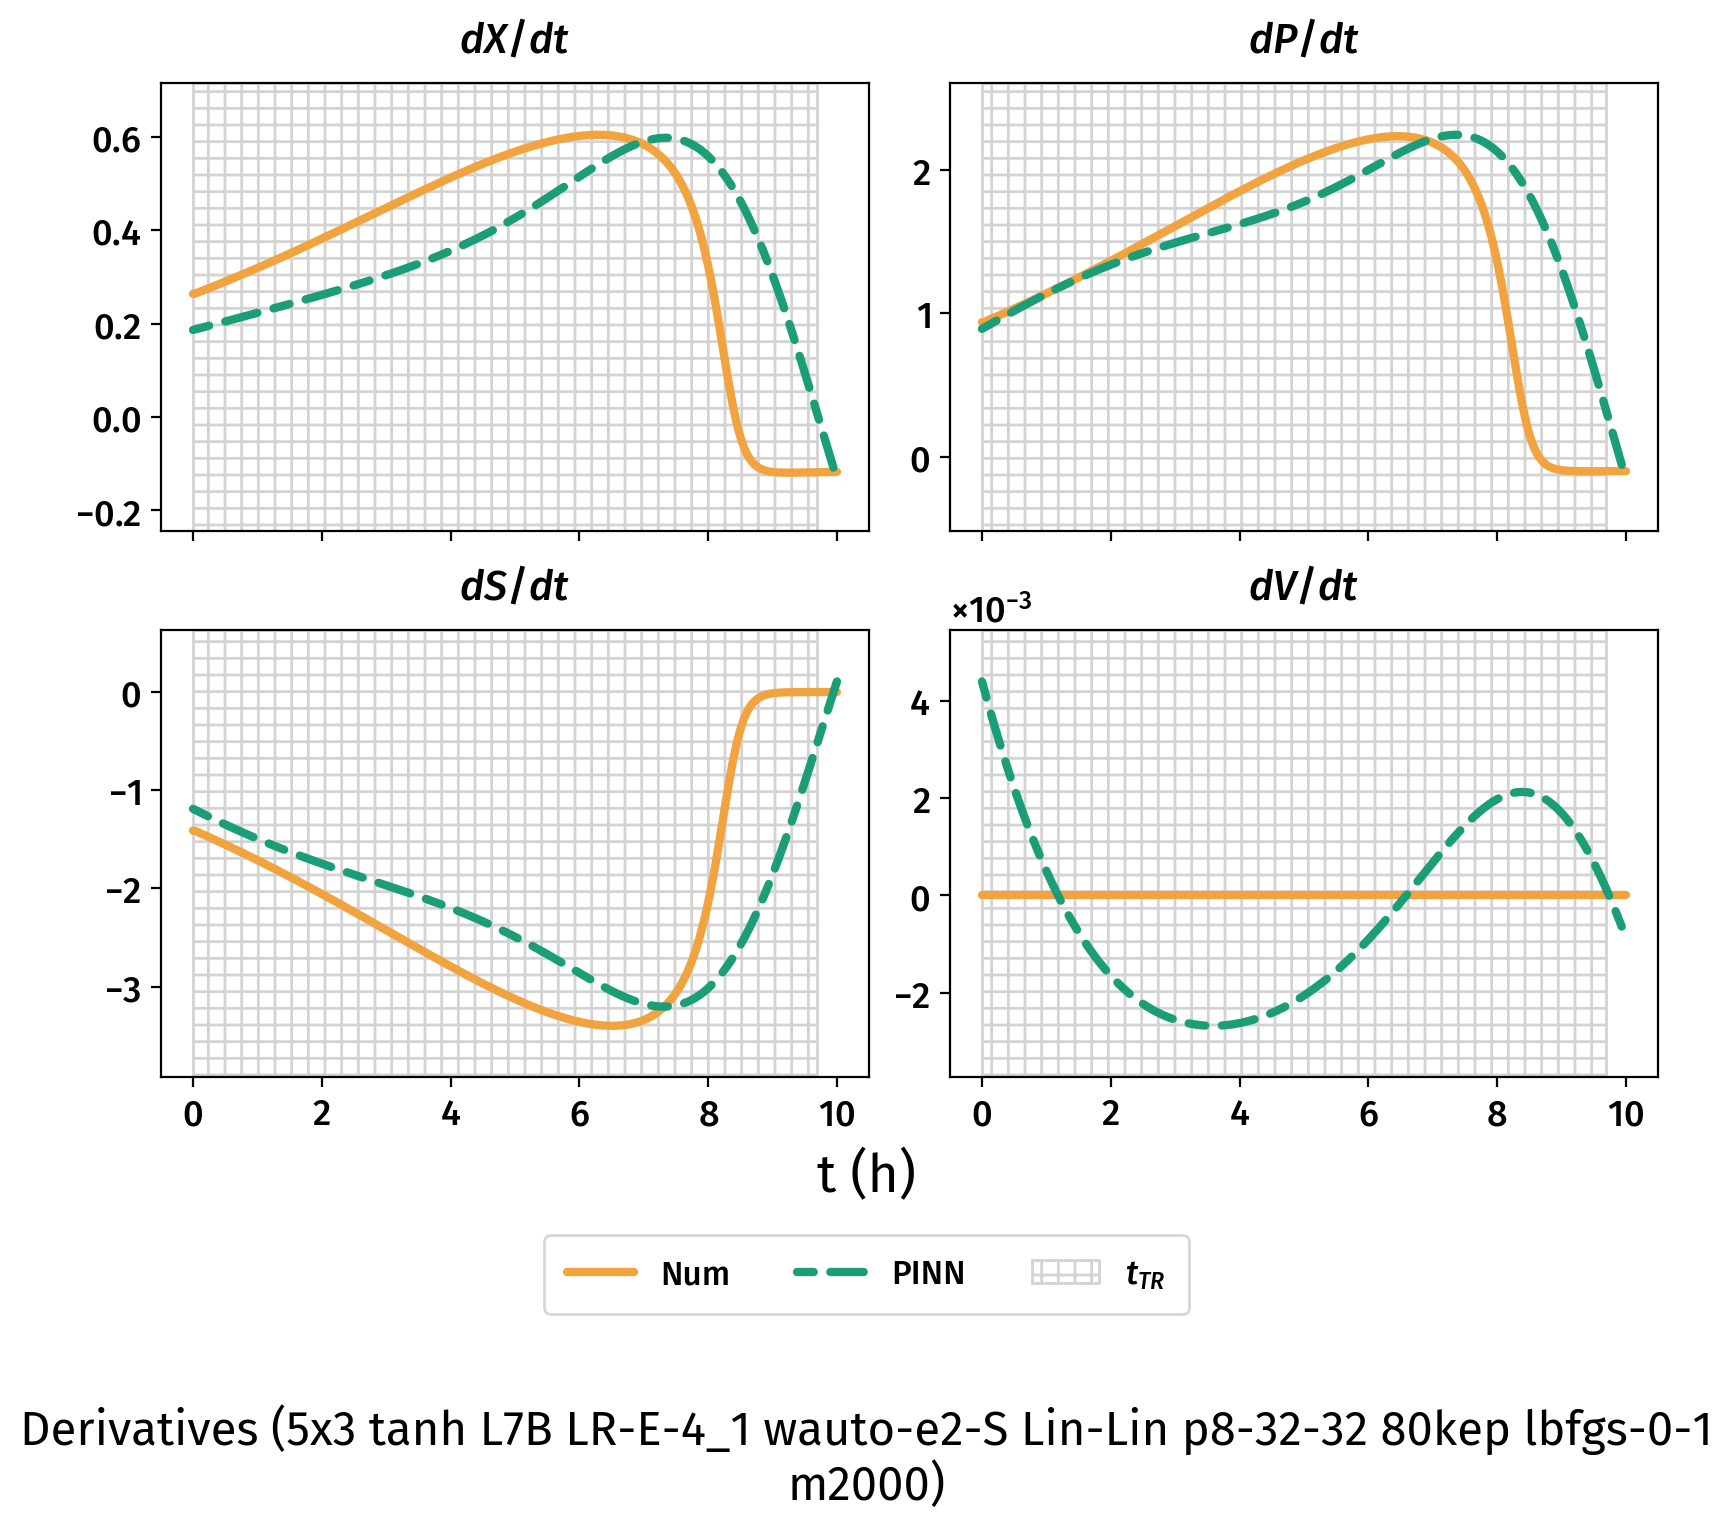 dX/dt
dP/dt
0.6
0.4
0.2
0.0
−0.2
2
1
0
dS/dt
dV/dt
×10⁻³
0
−1
−2
−3
4
2
0
−2
0 2 4 6 8 10
0 2 4 6 8 10
t (h)
Num PINN t_TR
Derivatives (5x3 tanh L7B LR-E-4_1 wauto-e2-S Lin-Lin p8-32-32 80kep lbfgs-0-1
m2000)